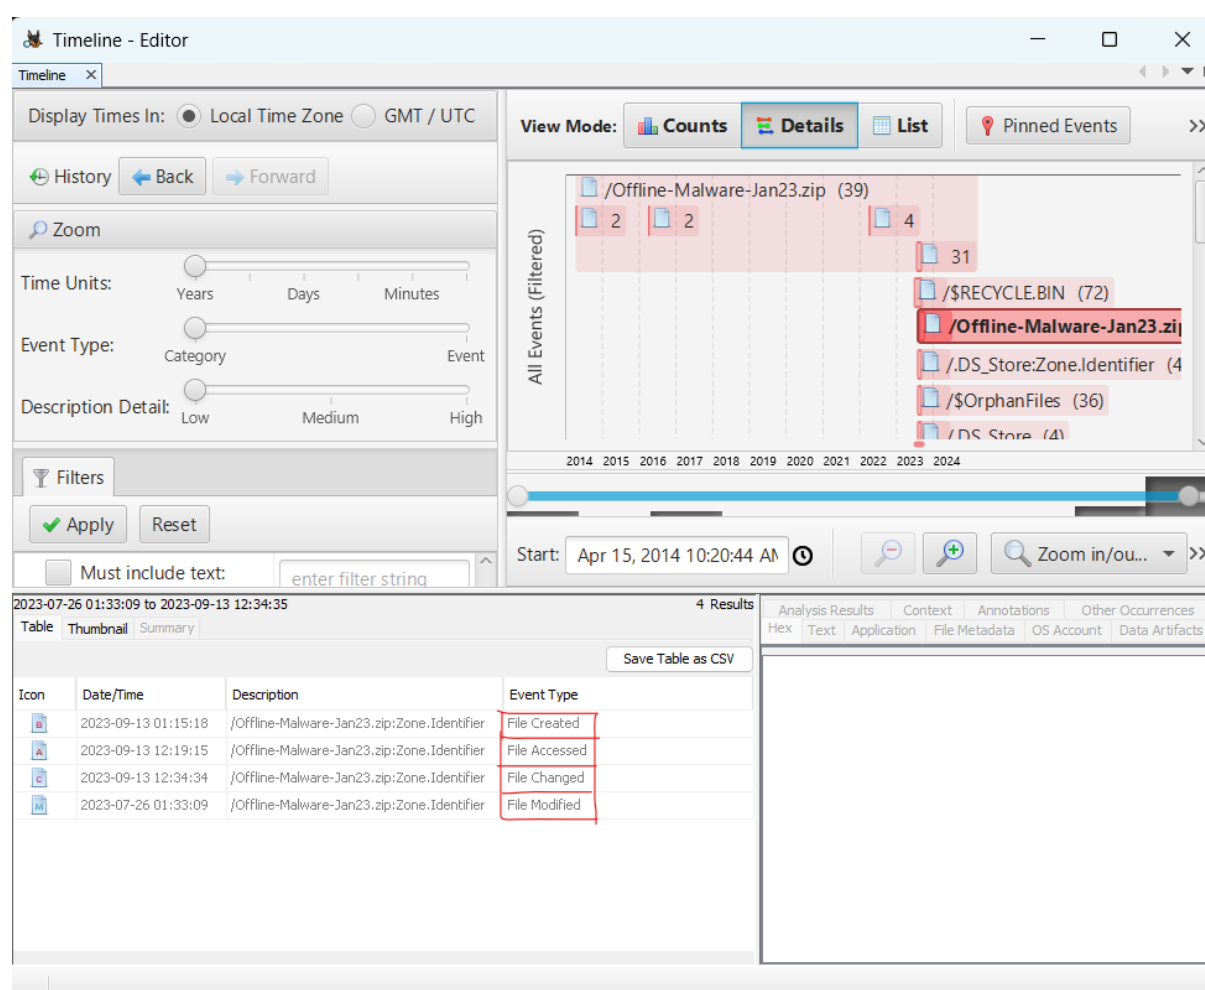 Timeline - Editor
Timeline X
Display Times In: Local Time Zone GMT / UTC
History Back Forward
Zoom
Time Units:
Years Days Minutes
Event Type:
Category Event
Description Detail:
Low Medium High
Filters
Apply Reset
Must include text: enter filter string
View Mode: Counts Details List Pinned Events >>
All Events (Filtered)
/Offline-Malware-Jan23.zip (39)
2 2 4
31
/$RECYCLE.BIN (72)
/Offline-Malware-Jan23.zip
/.DS_Store:Zone.Identifier (4
/$OrphanFiles (36)
/.DS_Store (4)
2014 2015 2016 2017 2018 2019 2020 2021 2022 2023 2024
Start: Apr 15, 2014 10:20:44 AM Zoom in/ou... >>
2023-07-26 01:33:09 to 2023-09-13 12:34:35 4 Results
Table Thumbnail Summary
Save Table as CSV
Icon Date/Time Description Event Type
B 2023-09-13 01:15:18 /Offline-Malware-Jan23.zip:Zone.Identifier File Created
A 2023-09-13 12:19:15 /Offline-Malware-Jan23.zip:Zone.Identifier File Accessed
C 2023-09-13 12:34:34 /Offline-Malware-Jan23.zip:Zone.Identifier File Changed
M 2023-07-26 01:33:09 /Offline-Malware-Jan23.zip:Zone.Identifier File Modified
Analysis Results Context Annotations Other Occurrences
Hex Text Application File Metadata OS Account Data Artifacts